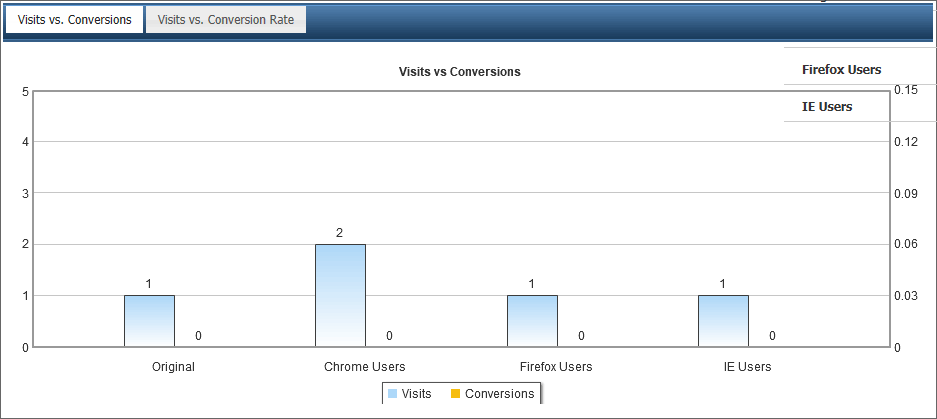 Visits vs. Conversions Visits vs. Conversion Rate
Visits vs Conversions
Firefox Users
IE Users
5 0.15
4 0.12
3 0.09
2 0.06
1 0.03
0 0
2
1 1 1
0 0 0 0
Original Chrome Users Firefox Users IE Users
Visits Conversions